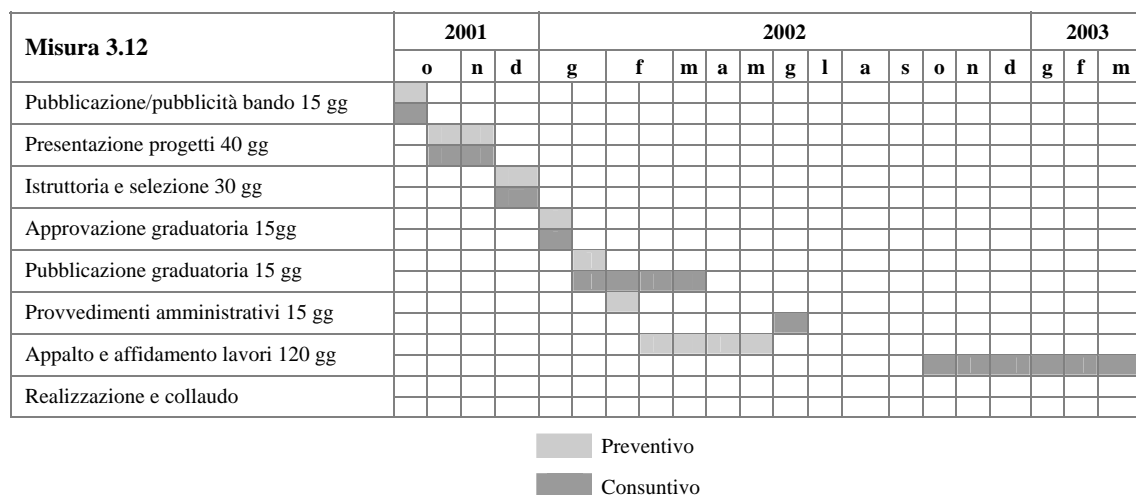 Misura 3.12 2001 2002 2003
o n d g f m a m g l a s o n d g f m
Pubblicazione/pubblicità bando 15 gg
Presentazione progetti 40 gg
Istruttoria e selezione 30 gg
Approvazione graduatoria 15gg
Pubblicazione graduatoria 15 gg
Provvedimenti amministrativi 15 gg
Appalto e affidamento lavori 120 gg
Realizzazione e collaudo
Preventivo
Consuntivo